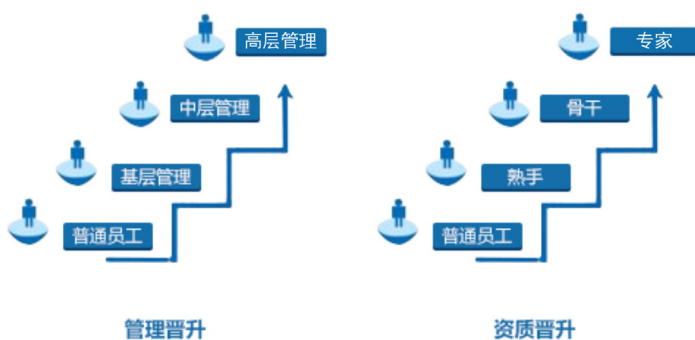 高层管理
专家
中层管理
骨干
基层管理
熟手
普通员工
普通员工
管理晋升
资质晋升